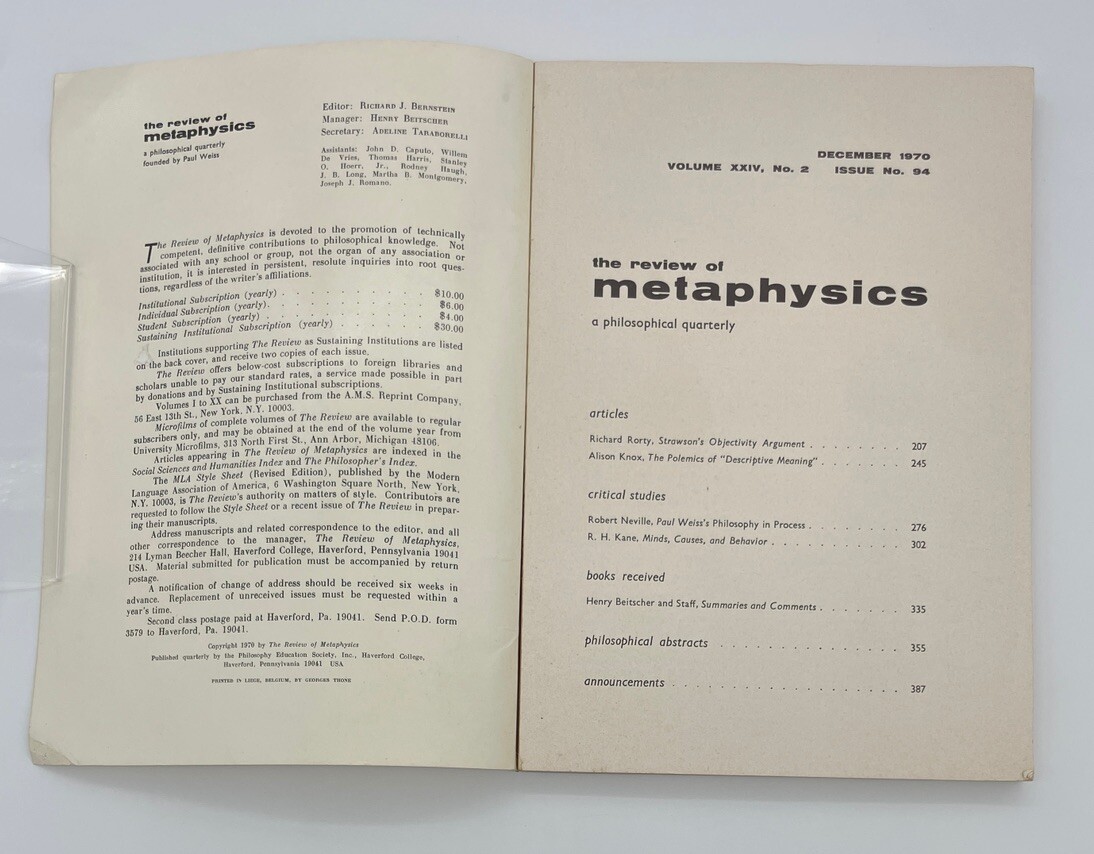 the review of
metaphysics
a philosophical quarterly
founded by Paul Weiss
Editor: RICHARD J. BERNSTEIN
Manager: HENRY BEITSCHER
Secretary: ADELINE TARABORELLI
Assistants: John D. Caputo, Willem
De Vries, Thomas Harris, Stanley
O. Hoerr, Jr., Rodney Haugh,
J. B. Long, Martha B. Montgomery,
Joseph J. Romano.
The Review of Metaphysics is devoted to the promotion of technically
competent, definitive contributions to philosophical knowledge. Not
associated with any school or group, not the organ of any association or
institution, it is interested in persistent, resolute inquiries into root ques-
tions, regardless of the writer's affiliations.
Institutional Subscription (yearly) . . . . . . . . . . $10.00
Individual Subscription (yearly). . . . . . . . . . . $6.00
Student Subscription (yearly) . . . . . . . . . . . $4.00
Sustaining Institutional Subscription (yearly) . . . . . . $30.00
Institutions supporting The Review as Sustaining Institutions are listed
on the back cover, and receive two copies of each issue.
The Review offers below-cost subscriptions to foreign libraries and
scholars unable to pay our standard rates, a service made possible in part
by donations and by Sustaining Institutional subscriptions.
Volumes I to XX can be purchased from the A.M.S. Reprint Company,
56 East 13th St., New York, N.Y. 10003.
Microfilms of complete volumes of The Review are available to regular
subscribers only, and may be obtained at the end of the volume year from
University Microfilms, 313 North First St., Ann Arbor, Michigan 48106.
Articles appearing in The Review of Metaphysics are indexed in the
Social Sciences and Humanities Index and The Philosopher's Index.
The MLA Style Sheet (Revised Edition), published by the Modern
Language Association of America, 6 Washington Square North, New York,
N.Y. 10003, is The Review's authority on matters of style. Contributors are
requested to follow the Style Sheet or a recent issue of The Review in prepar-
ing their manuscripts.
Address manuscripts and related correspondence to the editor, and all
other correspondence to the manager, The Review of Metaphysics,
214 Lyman Beecher Hall, Haverford College, Haverford, Pennsylvania 19041
USA. Material submitted for publication must be accompanied by return
postage.
A notification of change of address should be received six weeks in
advance. Replacement of unreceived issues must be requested within a
year's time.
Second class postage paid at Haverford, Pa. 19041. Send P.O.D. form
3579 to Haverford, Pa. 19041.
Copyright 1970 by The Review of Metaphysics
Published quarterly by the Philosophy Education Society, Inc., Haverford College,
Haverford, Pennsylvania 19041 USA
PRINTED IN LIEGE, BELGIUM, BY GEORGES THONE
DECEMBER 1970
VOLUME XXIV, No. 2 ISSUE No. 94
the review of
metaphysics
a philosophical quarterly
articles
Richard Rorty, Strawson's Objectivity Argument . . . . . . . 207
Alison Knox, The Polemics of "Descriptive Meaning" . . . . . . . 245
critical studies
Robert Neville, Paul Weiss's Philosophy in Process . . . . . . . 276
R. H. Kane, Minds, Causes, and Behavior . . . . . . . . . . 302
books received
Henry Beitscher and Staff, Summaries and Comments . . . . . . . 335
philosophical abstracts . . . . . . . . . . . . . 355
announcements . . . . . . . . . . . . . . . . 387